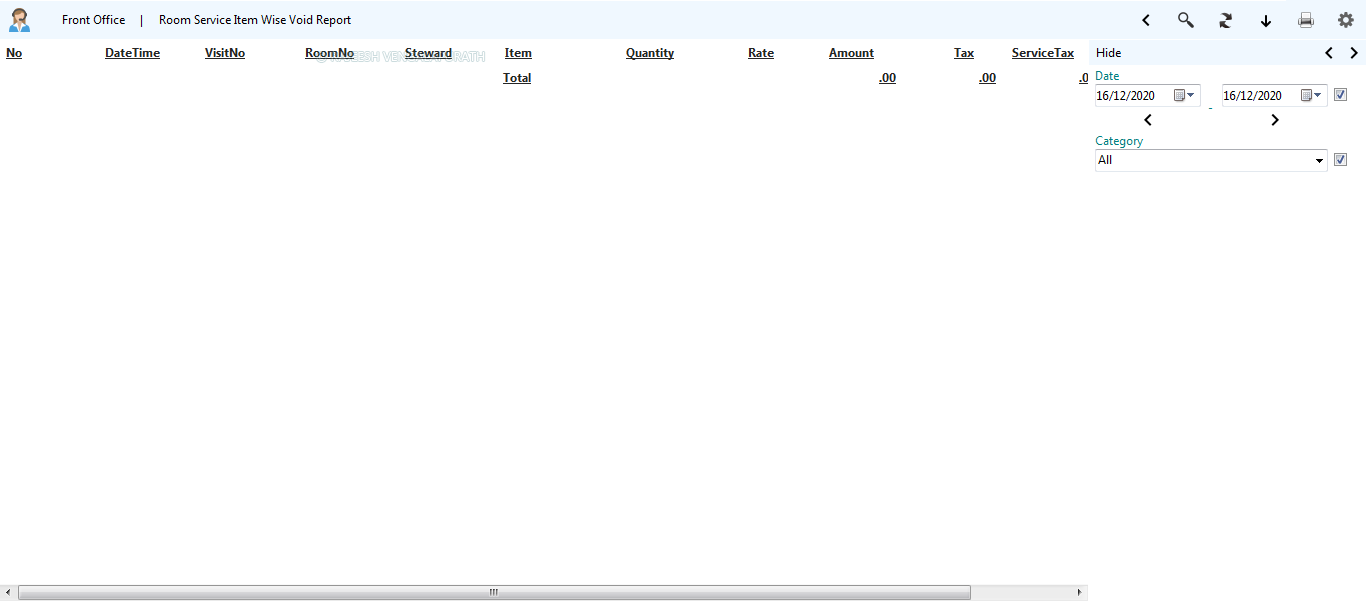 Front Office | Room Service Item Wise Void Report
No DateTime VisitNo RoomNo Steward Item Quantity Rate Amount Tax ServiceTax
Total .00 .00 .0
Hide
Date
16/12/2020 - 16/12/2020
Category
All